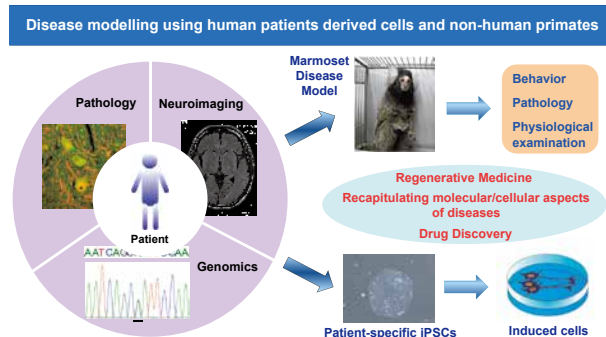 Disease modelling using human patients derived cells and non-human primates
Pathology
Neuroimaging
Patient
Genomics
Marmoset
Disease
Model
Behavior
Pathology
Physiological
examination
Regenerative Medicine
Recapitulating molecular/cellular aspects
of diseases
Drug Discovery
Patient-specific iPSCs
Induced cells